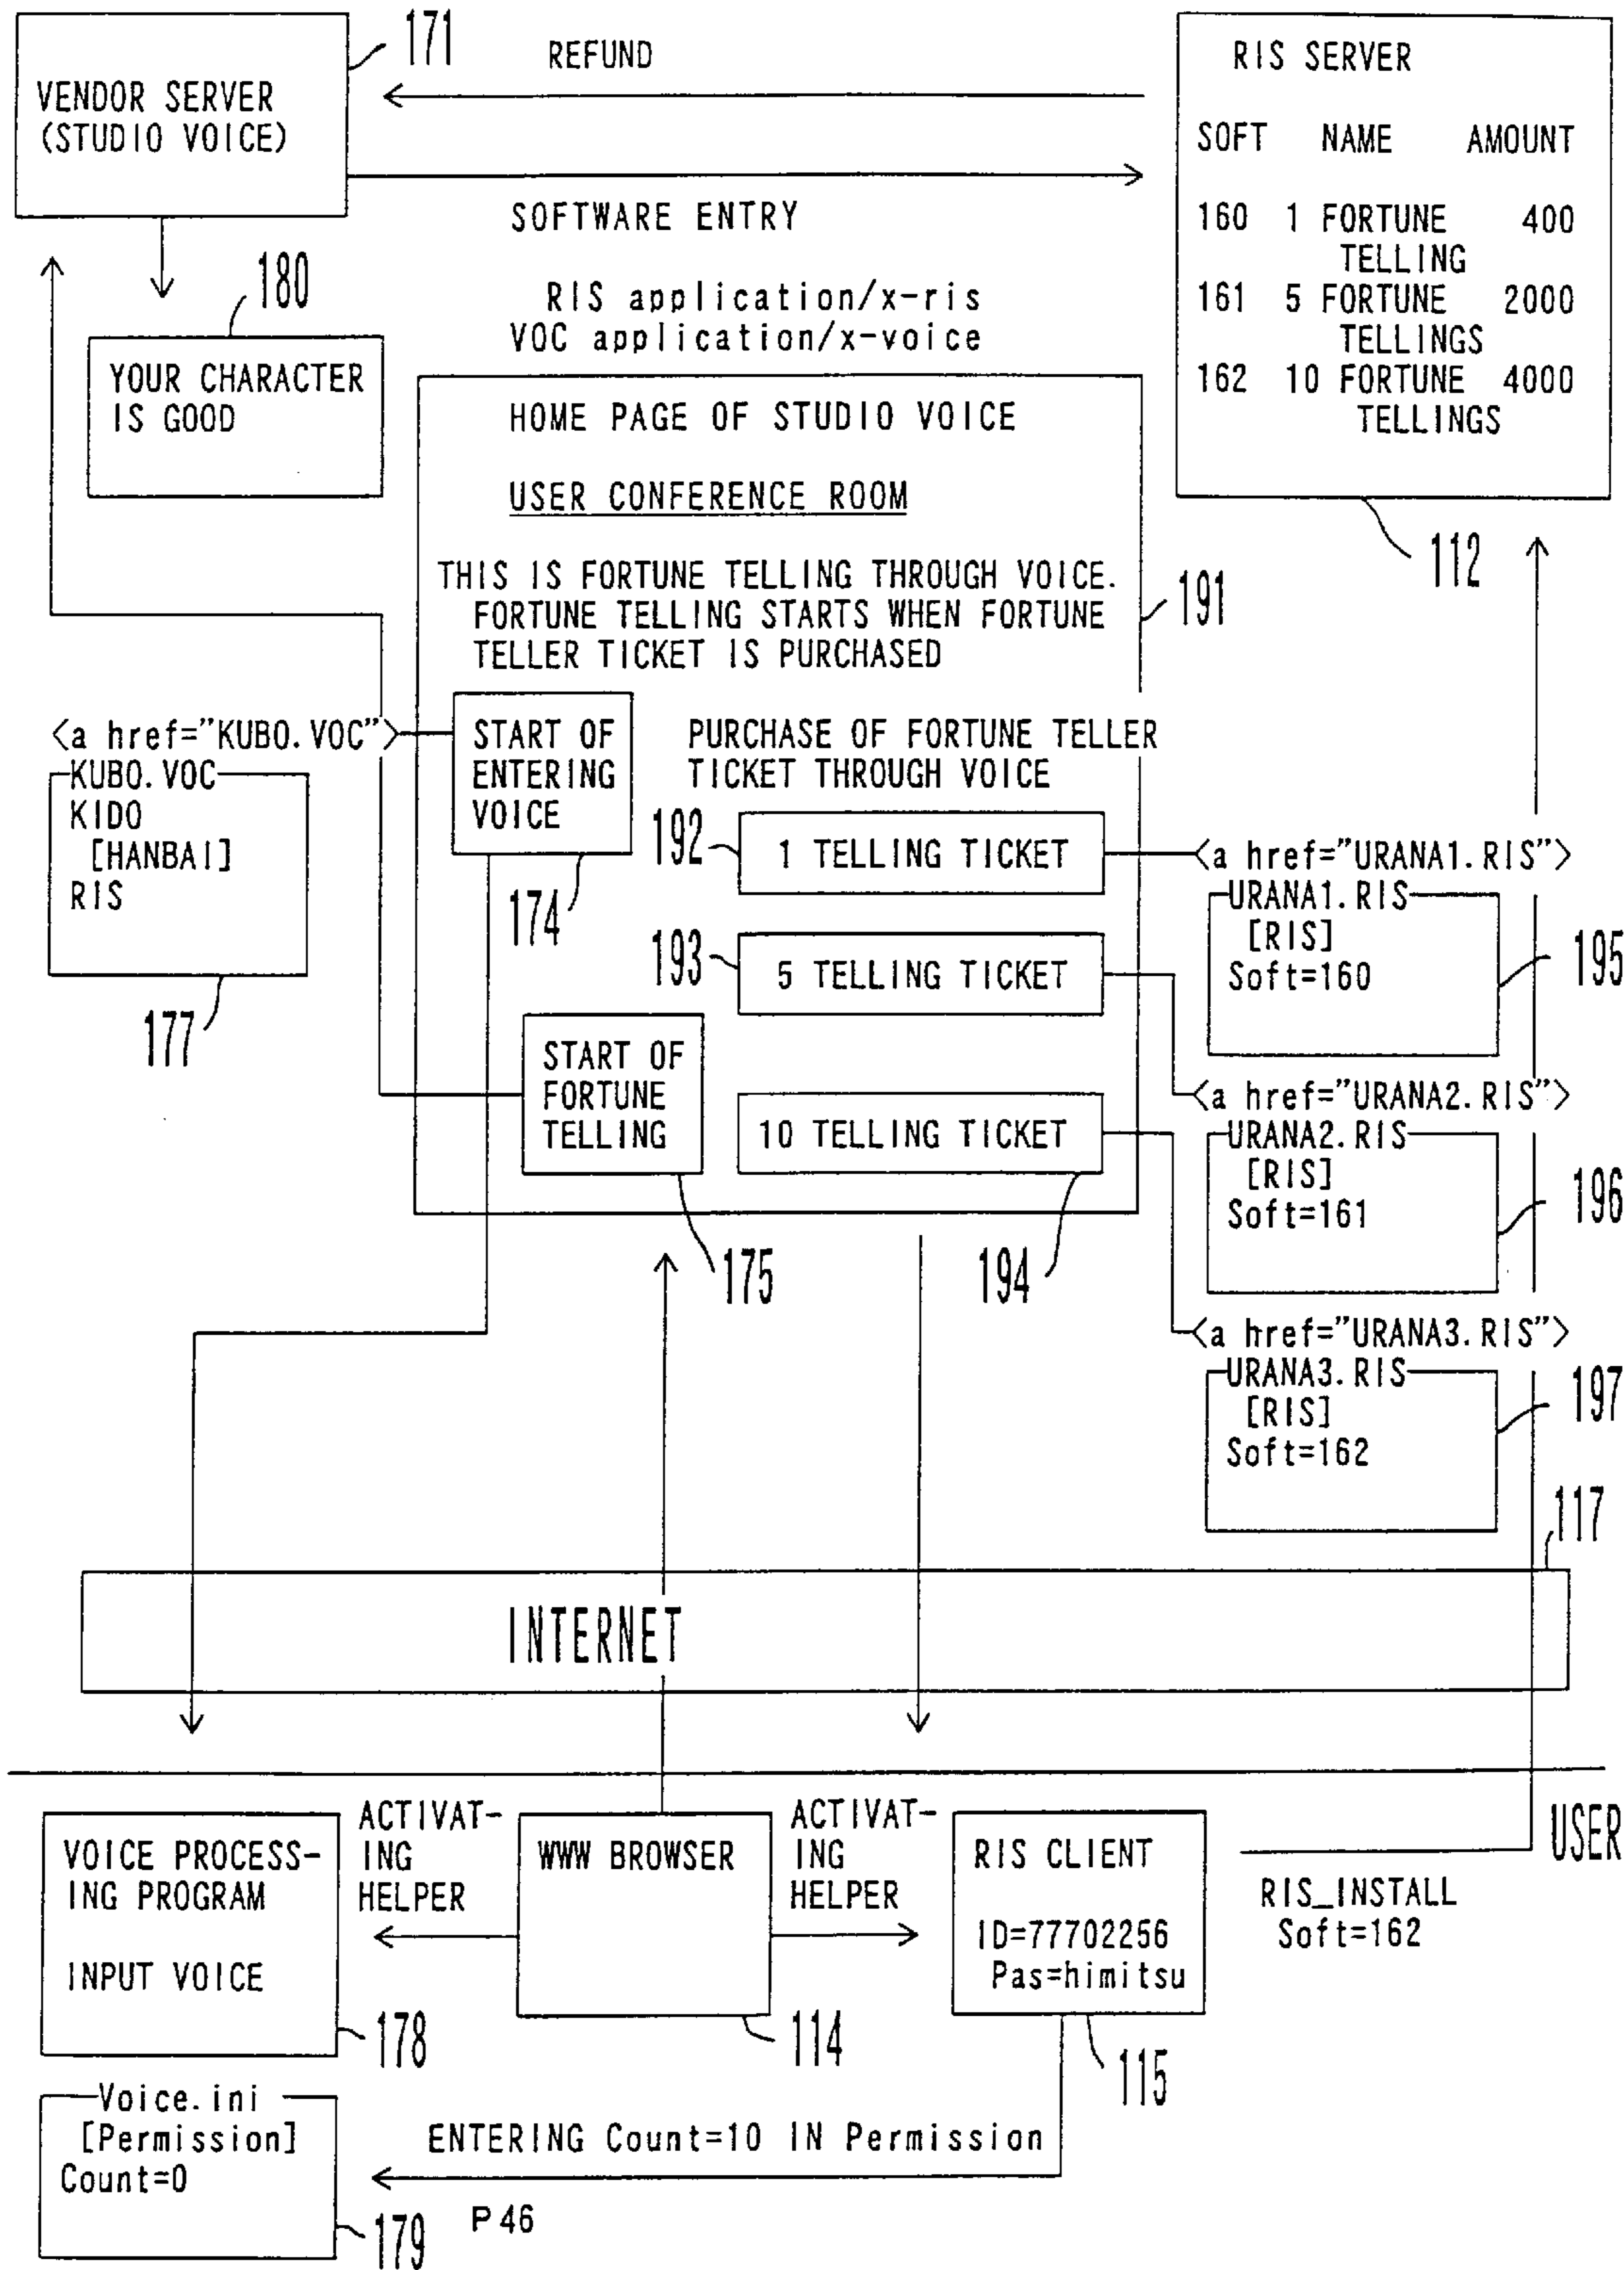 VENDOR SERVER
(STUDIO VOICE)
171
REFUND
SOFTWARE ENTRY
RIS SERVER
SOFT NAME AMOUNT
160 1 FORTUNE 400
TELLING
161 5 FORTUNE 2000
TELLINGS
162 10 FORTUNE 4000
TELLINGS
112
180
YOUR CHARACTER
IS GOOD
RIS application/x-ris
VOC application/x-voice
HOME PAGE OF STUDIO VOICE
USER CONFERENCE ROOM
THIS IS FORTUNE TELLING THROUGH VOICE.
FORTUNE TELLING STARTS WHEN FORTUNE
TELLER TICKET IS PURCHASED
191
<a href="KUBO.VOC">
KUBO.VOC
KIDO
[HANBAI]
RIS
177
START OF
ENTERING
VOICE
174
PURCHASE OF FORTUNE TELLER
TICKET THROUGH VOICE
192
1 TELLING TICKET
193
5 TELLING TICKET
START OF
FORTUNE
TELLING
175
10 TELLING TICKET
194
<a href="URANA1.RIS">
URANA1.RIS
[RIS]
Soft=160
195
<a href="URANA2.RIS">
URANA2.RIS
[RIS]
Soft=161
196
<a href="URANA3.RIS">
URANA3.RIS
[RIS]
Soft=162
197
117
INTERNET
USER
VOICE PROCESS-
ING PROGRAM
INPUT VOICE
178
ACTIVAT-
ING
HELPER
WWW BROWSER
114
ACTIVAT-
ING
HELPER
RIS CLIENT
ID=77702256
Pas=himitsu
115
RIS_INSTALL
Soft=162
Voice.ini
[Permission]
Count=0
179
ENTERING Count=10 IN Permission
P46